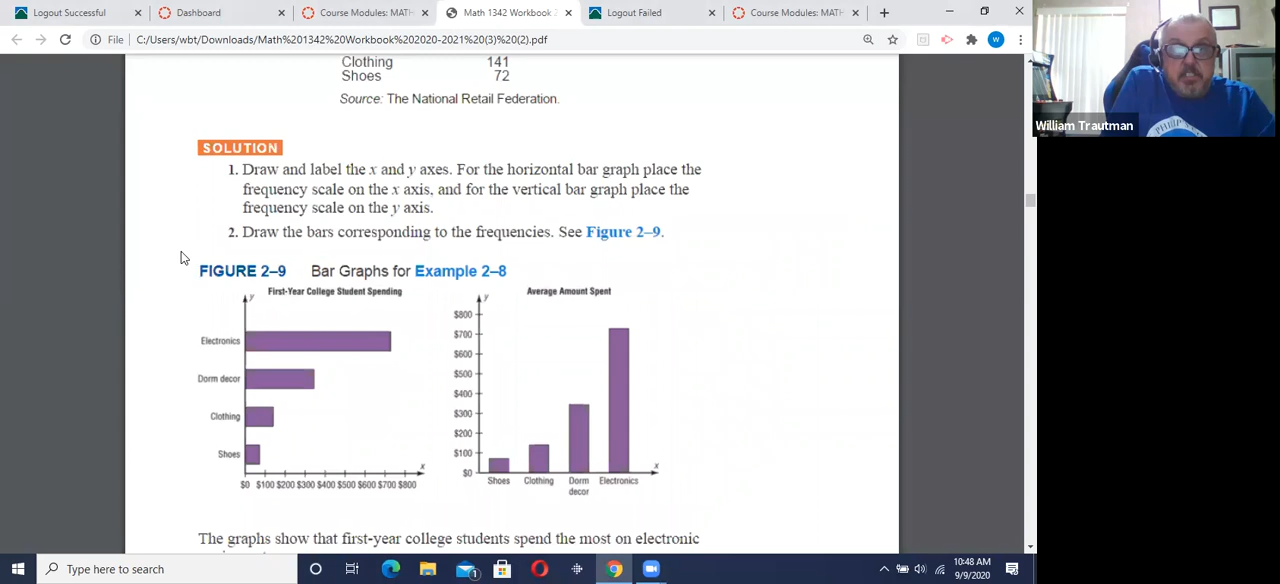 Logout Successful
Dashboard
Course Modules: MATH
Math 1342 Workbook 2
Logout Failed
Course Modules: MATH
File
C:/Users/wbt/Downloads/Math%201342%20Workbook%202020-2021%20(3)%20(2).pdf
W
William Trautman
Clothing 141
Shoes 72
Source: The National Retail Federation.
SOLUTION
1. Draw and label the x and y axes. For the horizontal bar graph place the
frequency scale on the x axis, and for the vertical bar graph place the
frequency scale on the y axis.
2. Draw the bars corresponding to the frequencies. See Figure 2–9.
FIGURE 2–9 Bar Graphs for Example 2–8
First-Year College Student Spending
y
Electronics
Dorm decor
Clothing
Shoes
x
$0 $100 $200 $300 $400 $500 $600 $700 $800
Average Amount Spent
y
$800
$700
$600
$500
$400
$300
$200
$100
$0
x
Shoes Clothing Dorm Electronics
decor
The graphs show that first-year college students spend the most on electronic
Type here to search
1
10:48 AM
9/9/2020